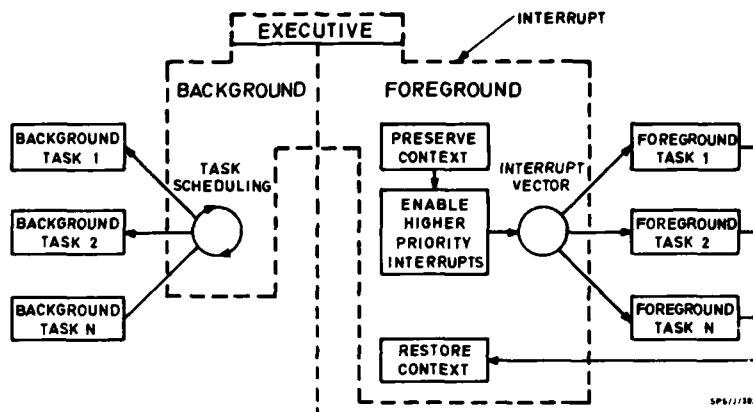 EXECUTIVE
INTERRUPT
BACKGROUND
FOREGROUND
BACKGROUND
TASK 1
BACKGROUND
TASK 2
BACKGROUND
TASK N
TASK
SCHEDULING
PRESERVE
CONTEXT
ENABLE
HIGHER
PRIORITY
INTERRUPTS
INTERRUPT
VECTOR
FOREGROUND
TASK 1
FOREGROUND
TASK 2
FOREGROUND
TASK N
RESTORE
CONTEXT